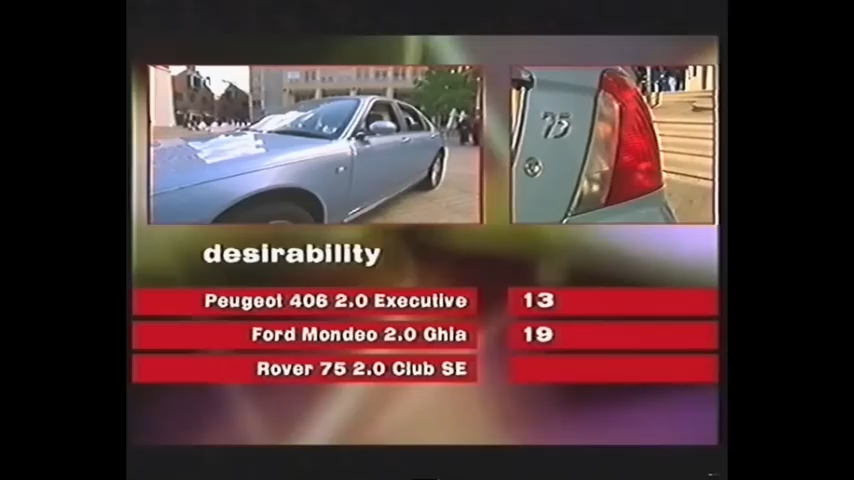 75
desirability
Peugeot 406 2.0 Executive 13
Ford Mondeo 2.0 Ghia 19
Rover 75 2.0 Club SE